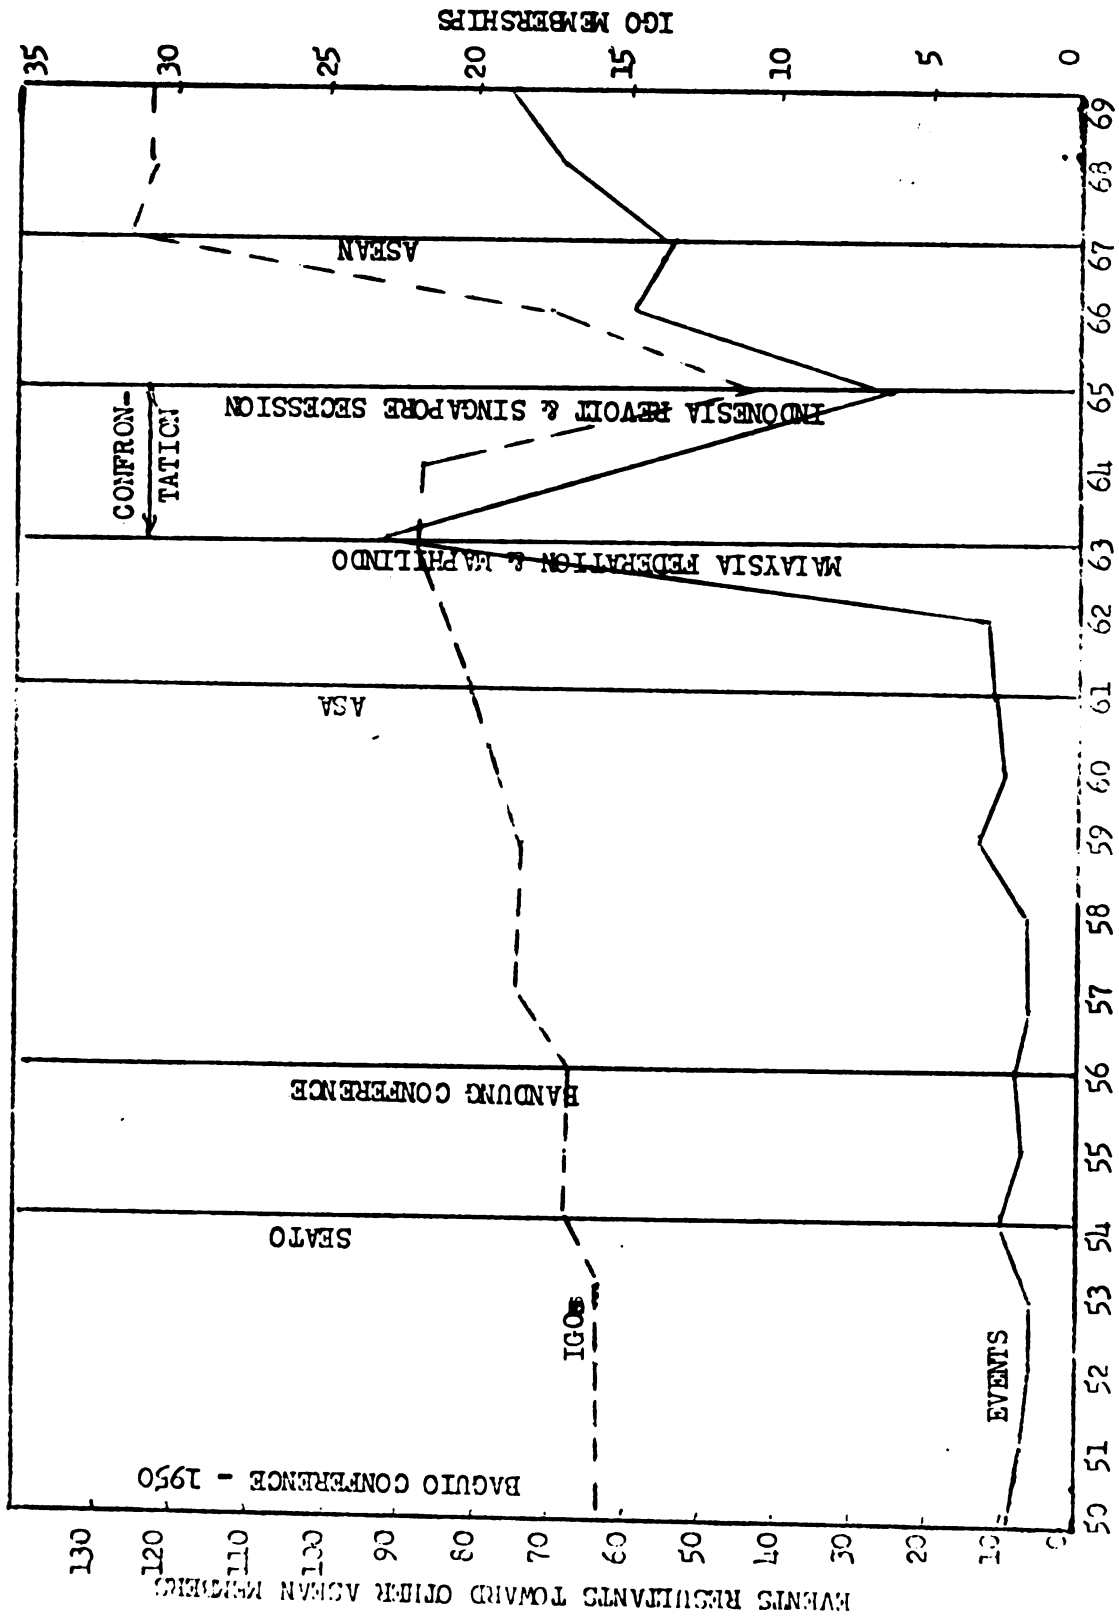 EVENTS RESULTANTS TOWARD OTHER ASEAN MEMBERS
130
120
110
100
90
80
70
60
50
40
30
20
10
0
BAGUIO CONFERENCE - 1950
SEATO
BANDUNG CONFERENCE
ASA
MALAYSIA FEDERATION & MAPHILINDO
CONFRON-
TATION
INDONESIA REVOLT & SINGAPORE SECESSION
ASEAN
IGOs
EVENTS
50 51 52 53 54 55 56 57 58 59 60 61 62 63 64 65 66 67 68 69
35
30
25
20
15
10
5
0
IGO MEMBERSHIPS